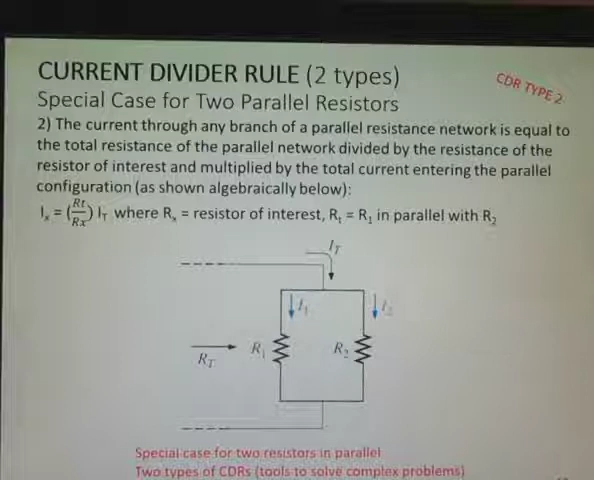 CURRENT DIVIDER RULE (2 types)
CDR TYPE 2
Special Case for Two Parallel Resistors
2) The current through any branch of a parallel resistance network is equal to
the total resistance of the parallel network divided by the resistance of the
resistor of interest and multiplied by the total current entering the parallel
configuration (as shown algebraically below):
Iₓ = (Rt/Rx) I_T where Rₓ = resistor of interest, Rₜ = R₁ in parallel with R₂
I_T
I₁ I₂
R_T R₁ R₂
Special case for two resistors in parallel
Two types of CDRs (tools to solve complex problems)